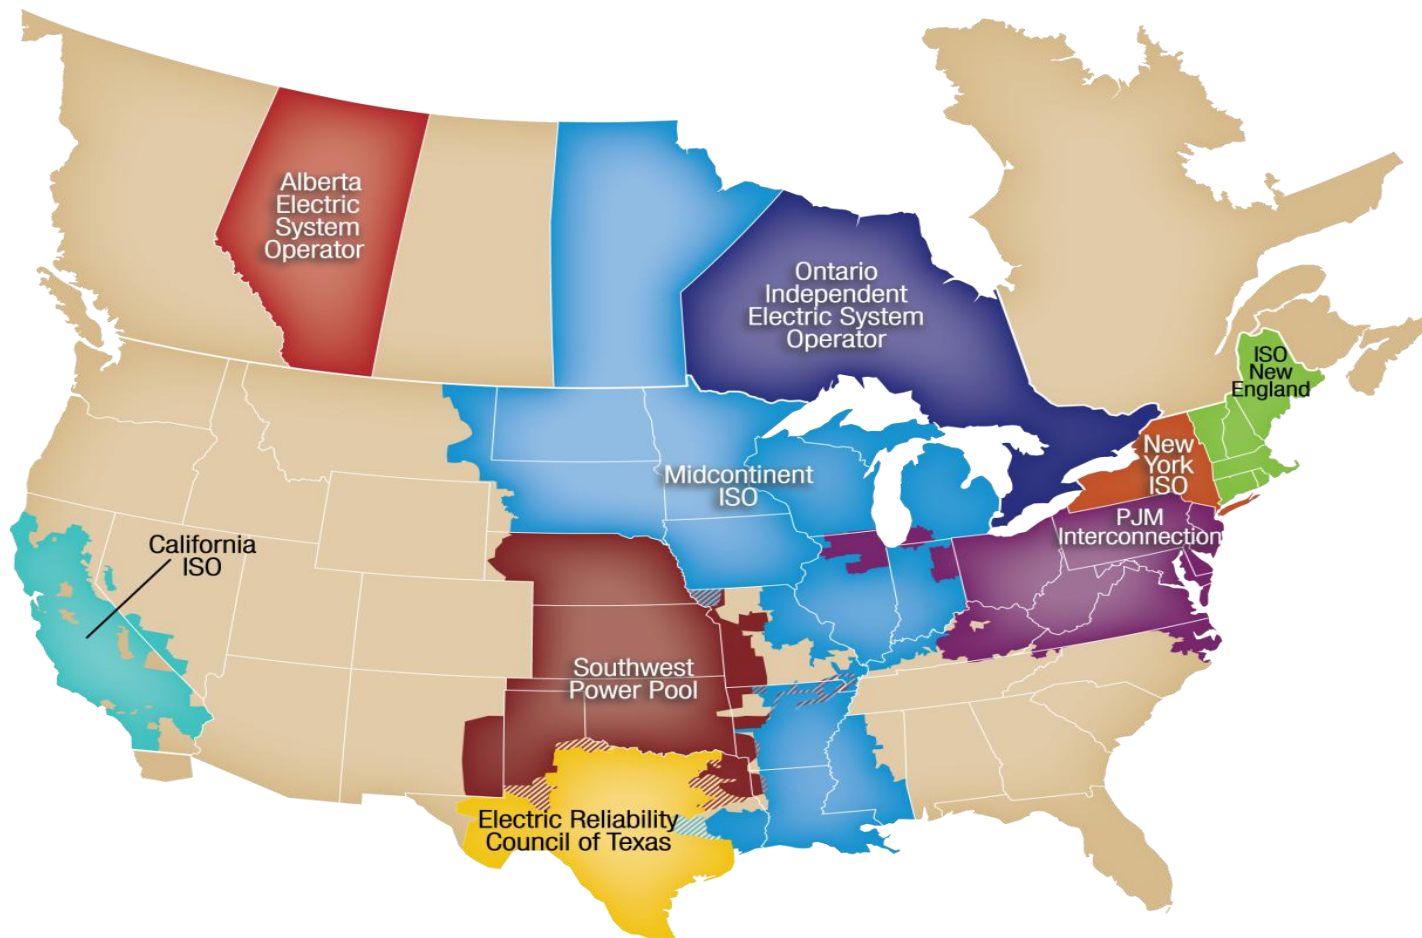 Alberta
Electric
System
Operator
Ontario
Independent
Electric System
Operator
ISO
New
England
New
York
ISO
Midcontinent
ISO
PJM
Interconnection
California
ISO
Southwest
Power Pool
Electric Reliability
Council of Texas